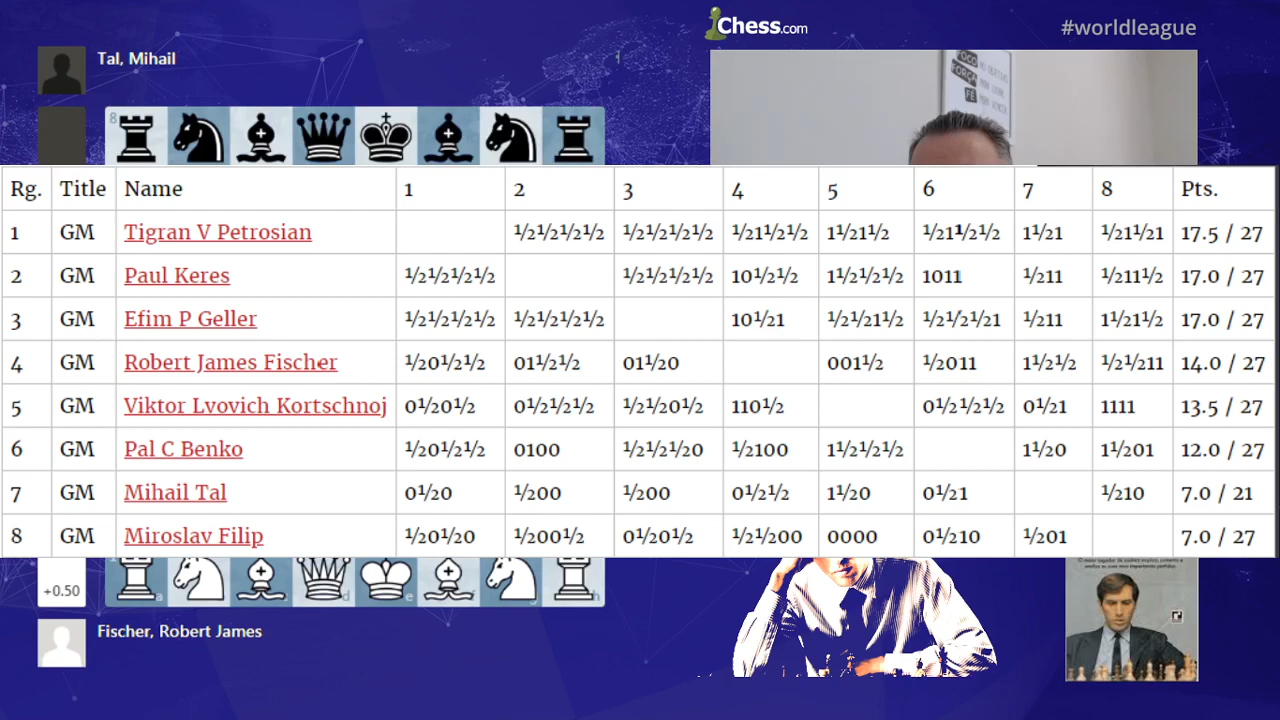 Chess.com
#worldleague
Tal, Mihail
FOCO NO OBJETIVO
FORÇA PARA LUTAR
FÉ PARA VENCER
8
Rg. Title Name 1 2 3 4 5 6 7 8 Pts.
1 GM Tigran V Petrosian ½½½½ ½½½½ ½1½½ 1½1½ ½1½½ 1½1 ½1½1 17.5 / 27
2 GM Paul Keres ½½½½ ½½½½ 10½½ 1½½½ 1011 ½11 ½11½ 17.0 / 27
3 GM Efim P Geller ½½½½ ½½½½ 10½1 ½½1½ ½½½1 ½11 1½1½ 17.0 / 27
4 GM Robert James Fischer ½0½½ 01½½ 01½0 001½ ½011 1½½ ½½11 14.0 / 27
5 GM Viktor Lvovich Kortschnoj 0½0½ 0½½½ ½½0½ 110½ 0½½½ 0½1 1111 13.5 / 27
6 GM Pal C Benko ½0½½ 0100 ½½½0 ½100 1½½½ 1½0 1½01 12.0 / 27
7 GM Mihail Tal 0½0 ½00 ½00 0½½ 1½0 0½1 ½10 7.0 / 21
8 GM Miroslav Filip ½0½0 ½00½ 0½0½ ½½00 0000 0½10 ½01 7.0 / 27
+0.50
a d e h
Fischer, Robert James